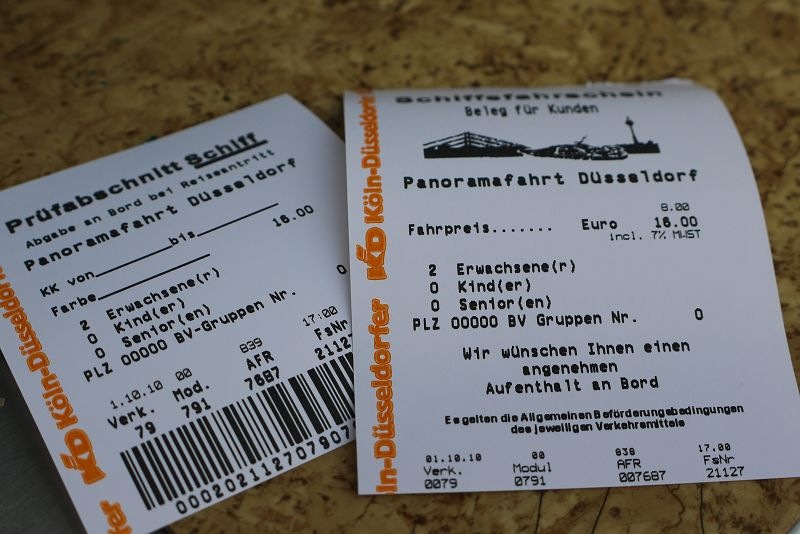 Prüfabschnitt Schiff
Abgabe an Bord bei Reiseantritt
Panoramafahrt Düsseldorf
KK von bis 16.00
Farbe
2 Erwachsene(r) 0
0 Kind(er)
0 Senior(en)
PLZ 00000 BV-Gruppen Nr.
1.10.10 00 839 17:00
Verk. Mod. AFR FsNr
79 791 7687 2112
KD Köln-Düsseldorfer
Schiffsfahrschein
Beleg für Kunden
Panoramafahrt Düsseldorf
8.00
Fahrpreis....... Euro 16.00
incl. 7% MWST
2 Erwachsene(r)
0 Kind(er)
0 Senior(en)
PLZ 00000 BV Gruppen Nr. 0
Wir wünschen Ihnen einen
angenehmen
Aufenthalt an Bord
Es gelten die Allgemeinen Beförderungsbedingungen
des jeweiligen Verkehrsmittels
01.10.10 00 838 17.00
Verk. Modul AFR FsNr
0079 0791 007687 21127
KD Köln-Düsseldorfer
ln-Düsseldorfer